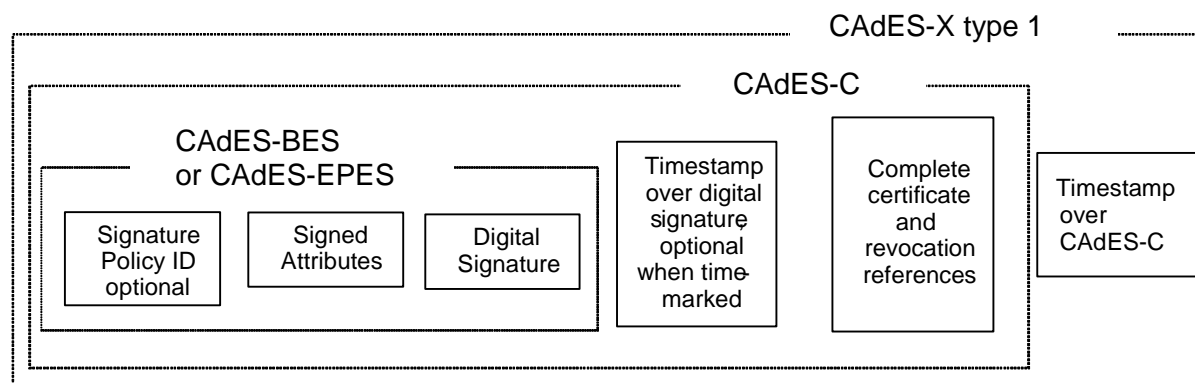 CAdES-X type 1
CAdES-C
CAdES-BES
or CAdES-EPES
Signature
Policy ID
optional
Signed
Attributes
Digital
Signature
Timestamp
over digital
signature,
optional
when time-
marked
Complete
certificate
and
revocation
references
Timestamp
over
CAdES-C